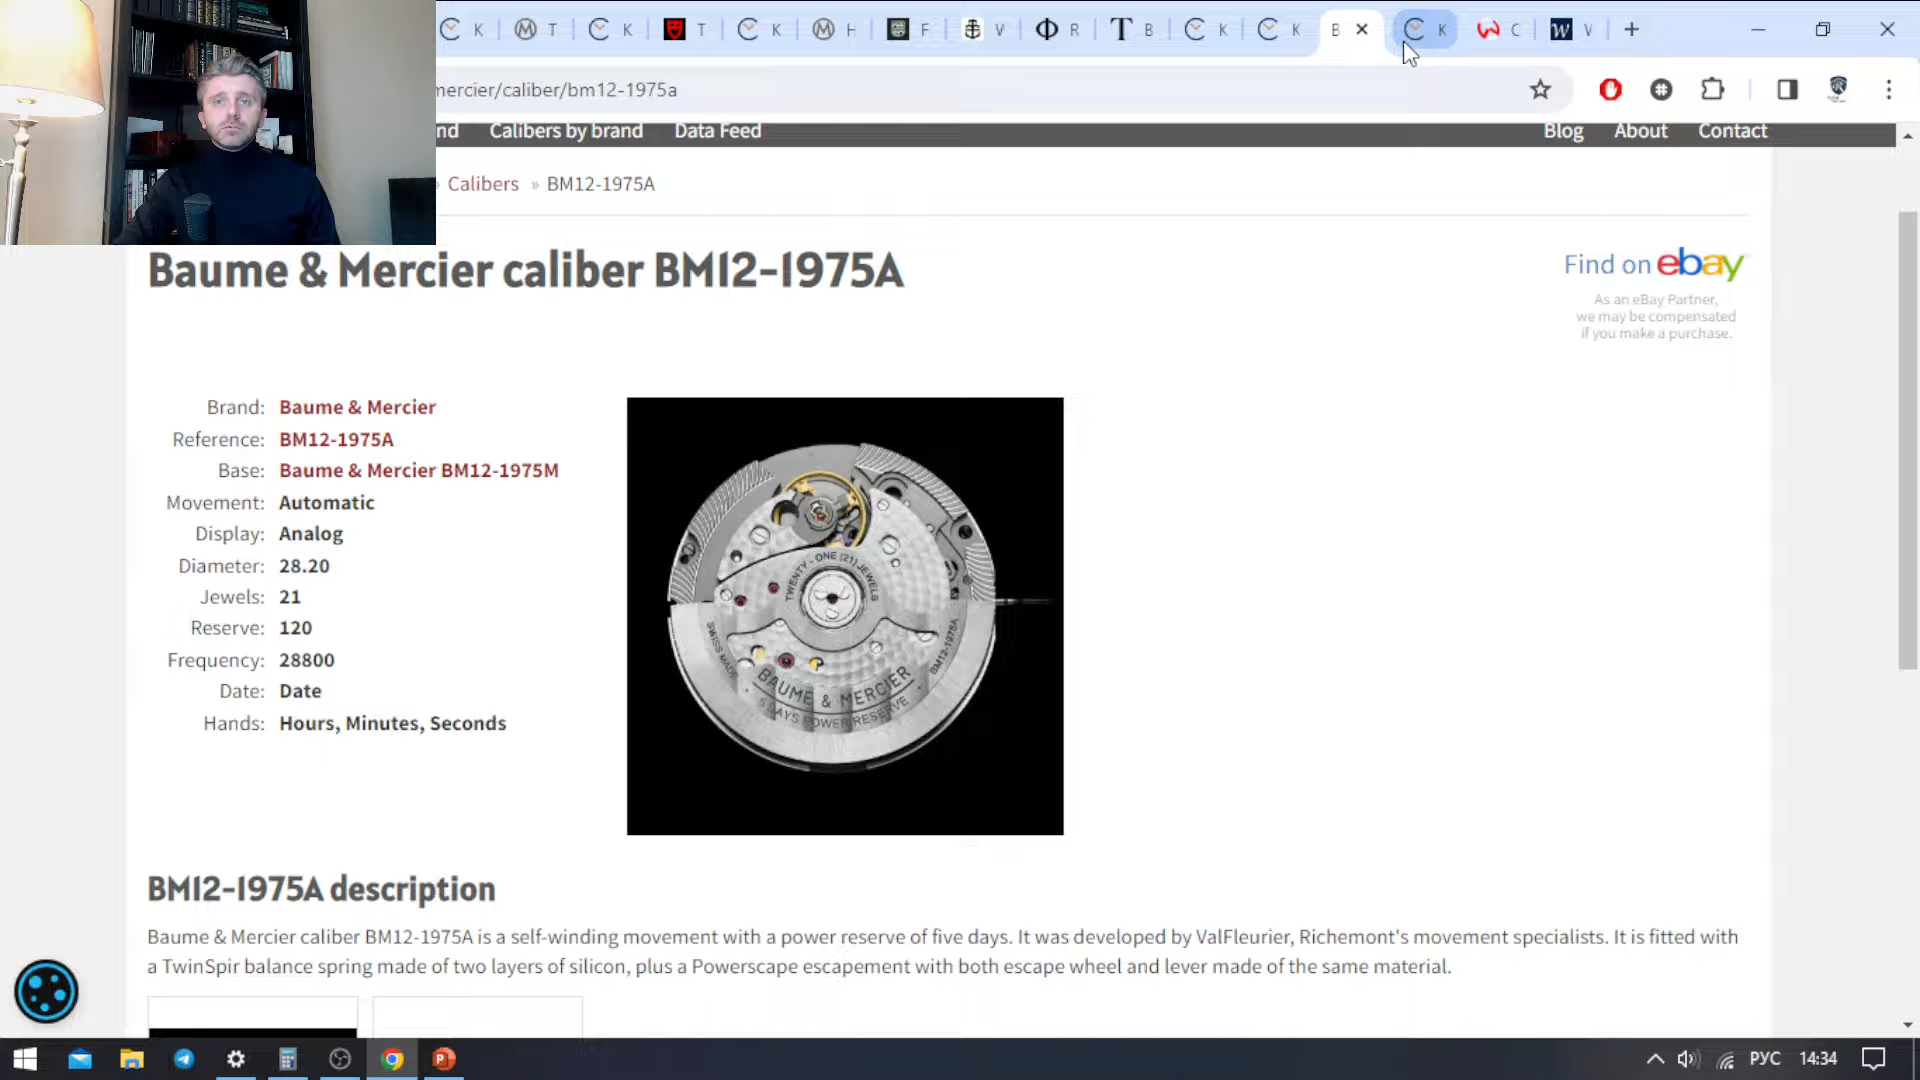 K T K T K M H F V R B K K B K C V
mercier/caliber/bm12-1975a
nd Calibers by brand Data Feed Blog About Contact
» Calibers » BM12-1975A
Baume & Mercier caliber BM12-1975A
Find on ebay
As an eBay Partner,
we may be compensated
if you make a purchase.
Brand: Baume & Mercier
Reference: BM12-1975A
Base: Baume & Mercier BM12-1975M
Movement: Automatic
Display: Analog
Diameter: 28.20
Jewels: 21
Reserve: 120
Frequency: 28800
Date: Date
Hands: Hours, Minutes, Seconds
TWENTY-ONE (21) JEWELS
SWISS MADE
BM12-1975A
BAUME & MERCIER
5 DAYS POWER RESERVE
BM12-1975A description
Baume & Mercier caliber BM12-1975A is a self-winding movement with a power reserve of five days. It was developed by ValFleurier, Richemont's movement specialists. It is fitted with
a TwinSpir balance spring made of two layers of silicon, plus a Powerscape escapement with both escape wheel and lever made of the same material.
РУС 14:34